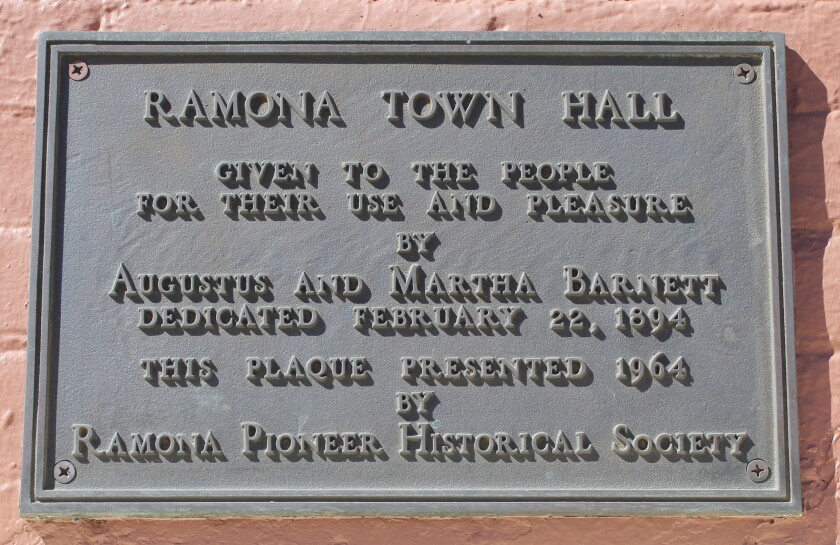 RAMONA TOWN HALL
GIVEN TO THE PEOPLE
FOR THEIR USE AND PLEASURE
BY
AUGUSTUS AND MARTHA BARNETT
DEDICATED FEBRUARY 22, 1894
THIS PLAQUE PRESENTED 1964
BY
RAMONA PIONEER HISTORICAL SOCIETY